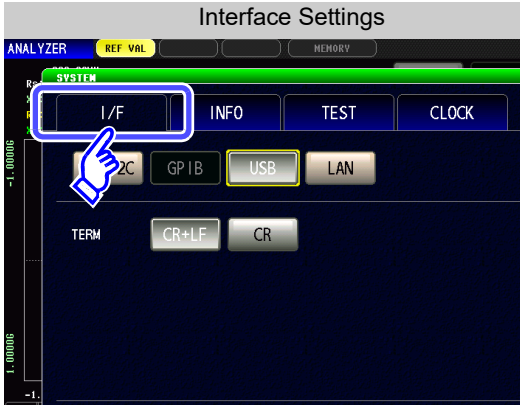 Interface Settings
ANALYZER REF VAL MEMORY
SYSTEM
I/F INFO TEST CLOCK
GPIB USB LAN
TERM CR+LF CR
-1.0000G
1.0000G
-1.